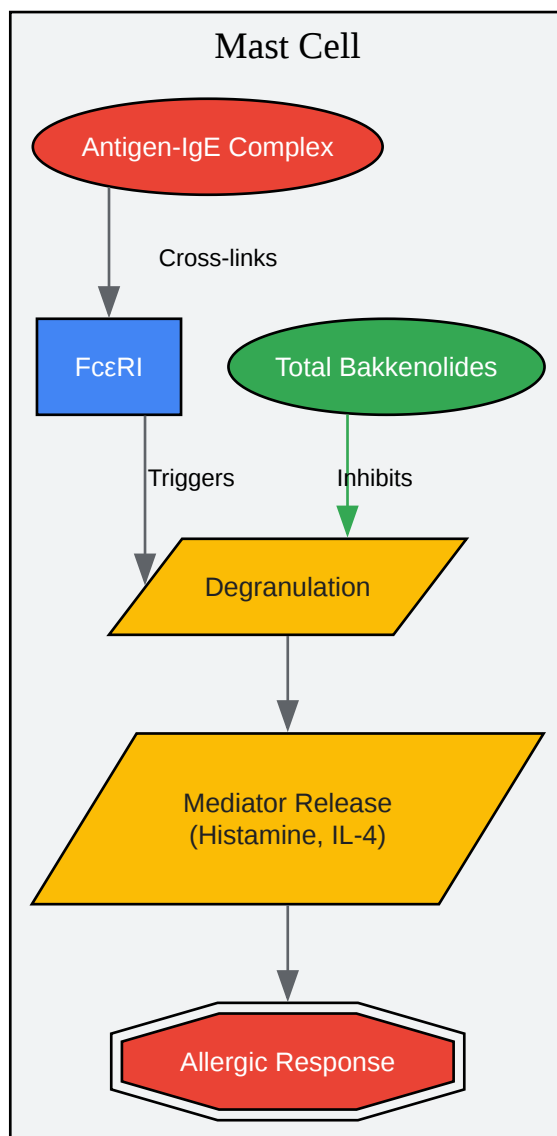 Mast Cell
Antigen-IgE Complex
Cross-links
FcεRI
Total Bakkenolides
Triggers
Inhibits
Degranulation
Mediator Release
(Histamine, IL-4)
Allergic Response